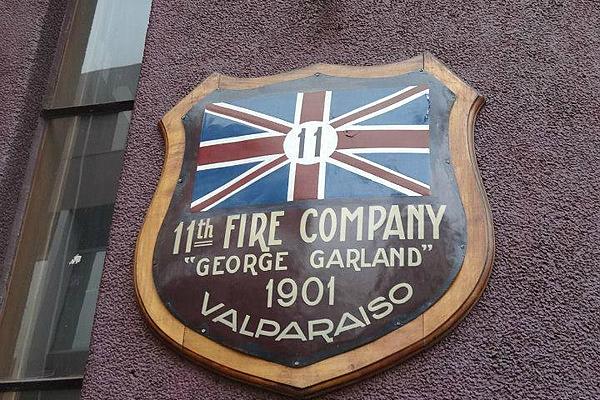 11
11th FIRE COMPANY
"GEORGE GARLAND"
1901
VALPARAISO